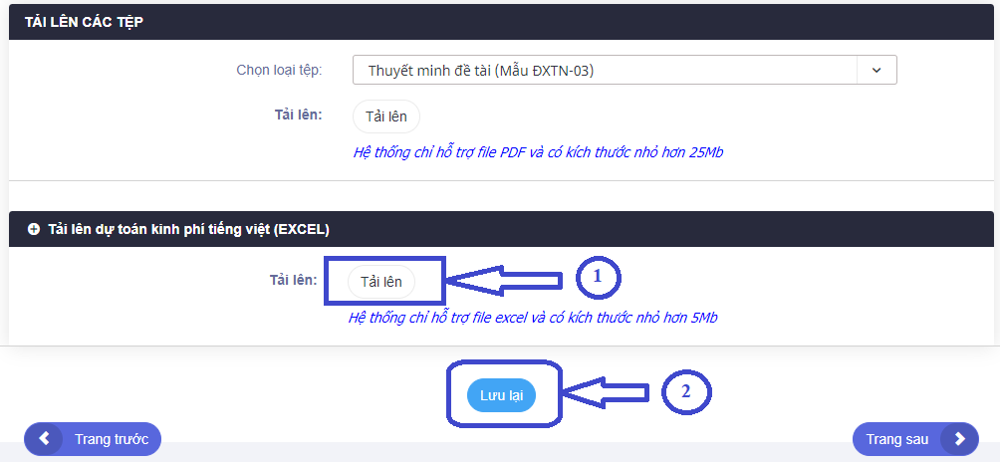 TẢI LÊN CÁC TỆP
Chọn loại tệp: Thuyết minh đề tài (Mẫu ĐXTN-03)
Tải lên: Tải lên
Hệ thống chỉ hỗ trợ file PDF và có kích thước nhỏ hơn 25Mb
Tải lên dự toán kinh phí tiếng việt (EXCEL)
Tải lên: Tải lên 1
Hệ thống chỉ hỗ trợ file excel và có kích thước nhỏ hơn 5Mb
Lưu lại 2
Trang trước Trang sau